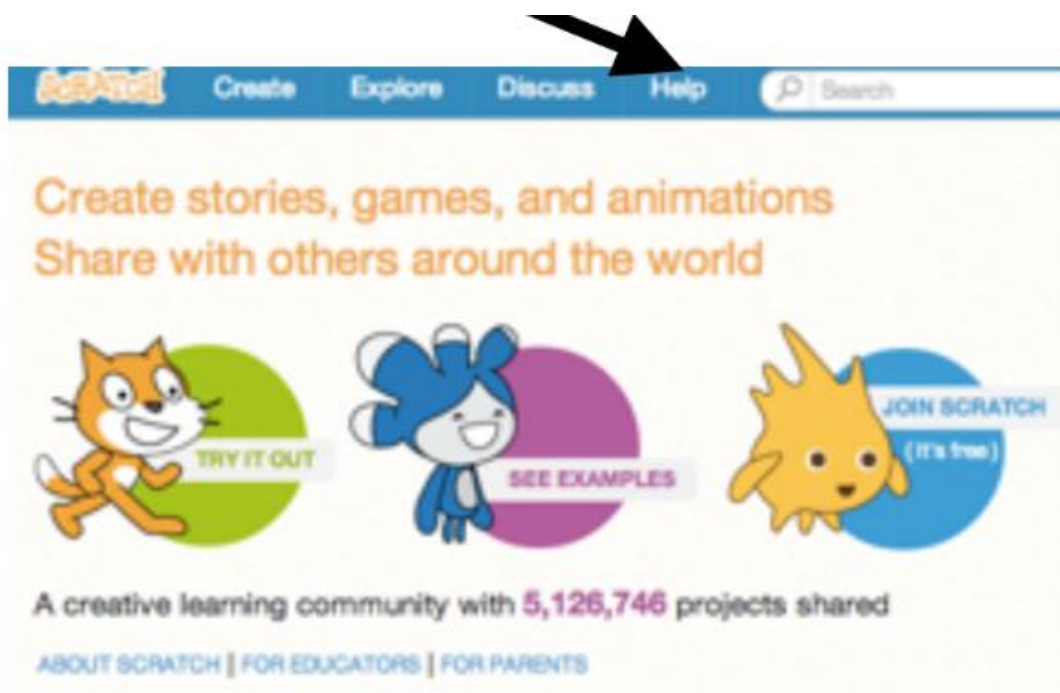 SCRATCH Create Explore Discuss Help Search
Create stories, games, and animations
Share with others around the world
TRY IT OUT
SEE EXAMPLES
JOIN SCRATCH
(it's free)
A creative learning community with 5,126,746 projects shared
ABOUT SCRATCH | FOR EDUCATORS | FOR PARENTS